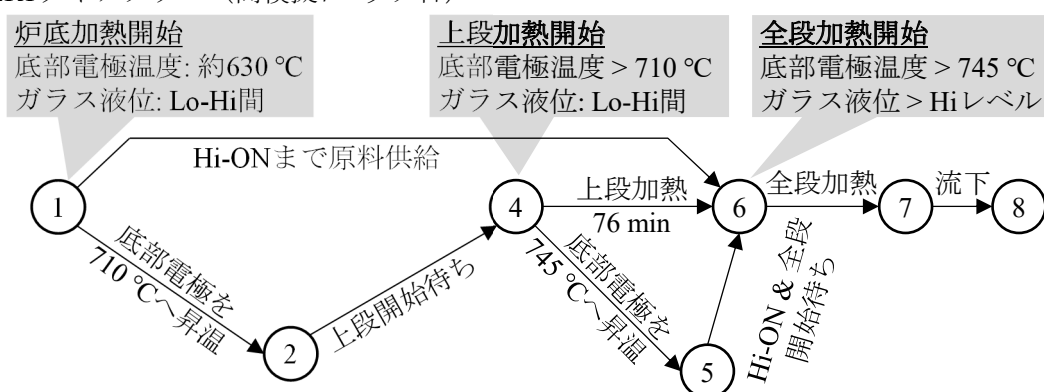 炉底加熱開始
底部電極温度: 約630 ℃
ガラス液位: Lo-Hi間
上段加熱開始
底部電極温度 > 710 ℃
ガラス液位: Lo-Hi間
全段加熱開始
底部電極温度 > 745 ℃
ガラス液位 > Hiレベル
Hi-ONまで原料供給
1
底部電極を
710 ℃へ昇温
2
上段開始待ち
4
上段加熱
76 min
底部電極を
745 ℃へ昇温
5
Hi-ON & 全段
開始待ち
6
全段加熱
7
流下
8